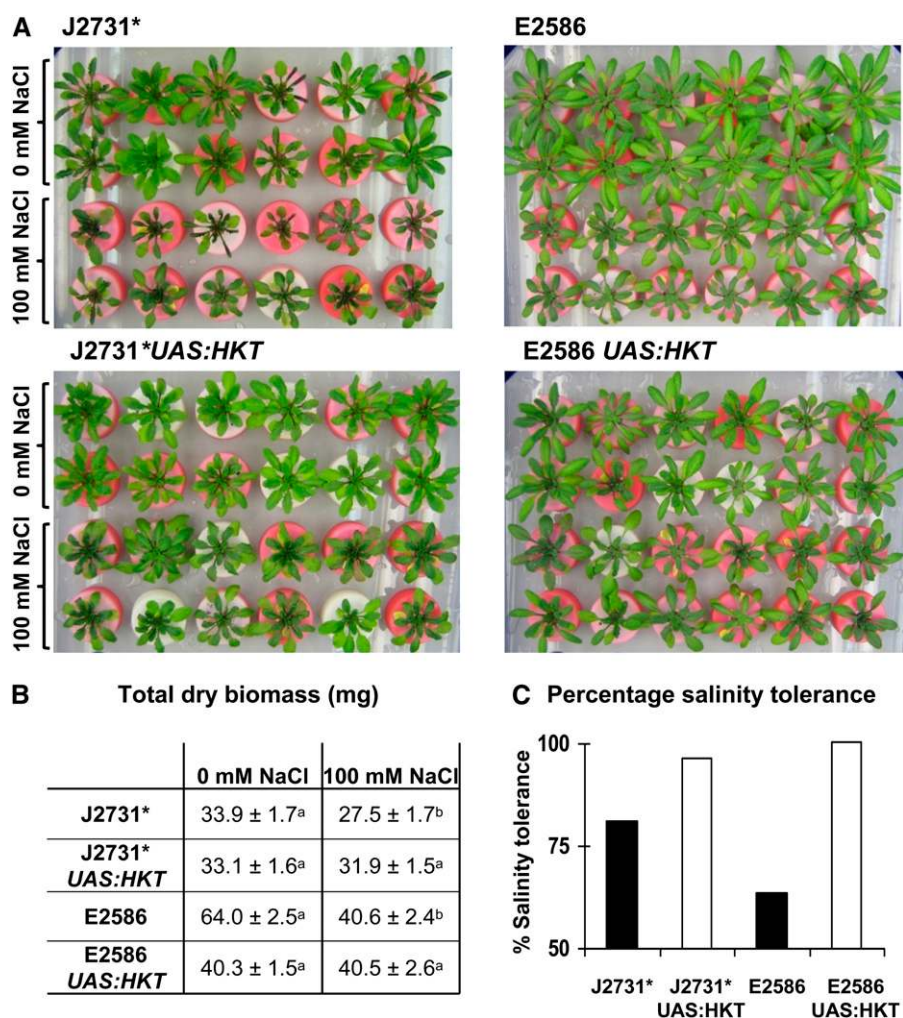 A
J2731*
E2586
0 mM NaCl
100 mM NaCl
J2731*UAS:HKT
E2586 UAS:HKT
0 mM NaCl
100 mM NaCl
B Total dry biomass (mg)
0 mM NaCl 100 mM NaCl
J2731* 33.9 ± 1.7ᵃ 27.5 ± 1.7ᵇ
J2731* UAS:HKT 33.1 ± 1.6ᵃ 31.9 ± 1.5ᵃ
E2586 64.0 ± 2.5ᵃ 40.6 ± 2.4ᵇ
E2586 UAS:HKT 40.3 ± 1.5ᵃ 40.5 ± 2.6ᵃ
C Percentage salinity tolerance
% Salinity tolerance
100
75
50
J2731* J2731* E2586 E2586
UAS:HKT UAS:HKT